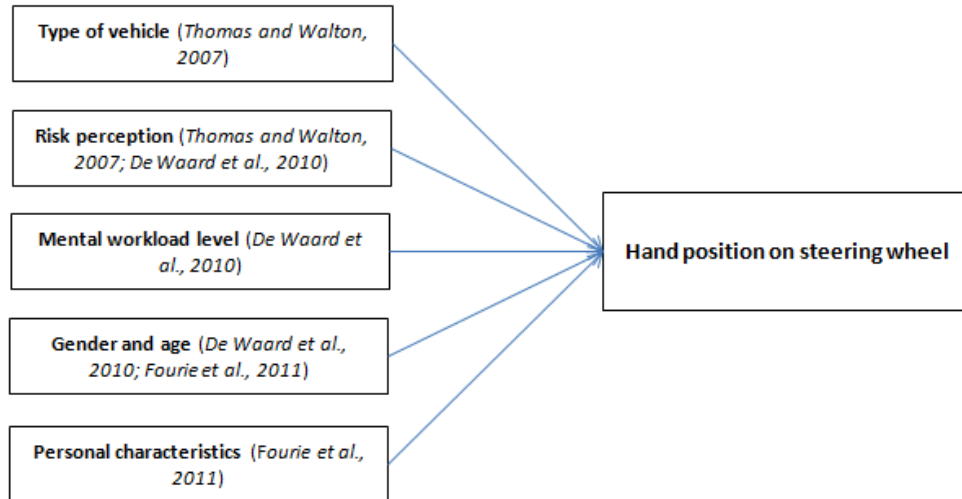 Type of vehicle (Thomas and Walton,
2007)
Risk perception (Thomas and Walton,
2007; De Waard et al., 2010)
Mental workload level (De Waard et
al., 2010)
Hand position on steering wheel
Gender and age (De Waard et al.,
2010; Fourie et al., 2011)
Personal characteristics (Fourie et al.,
2011)